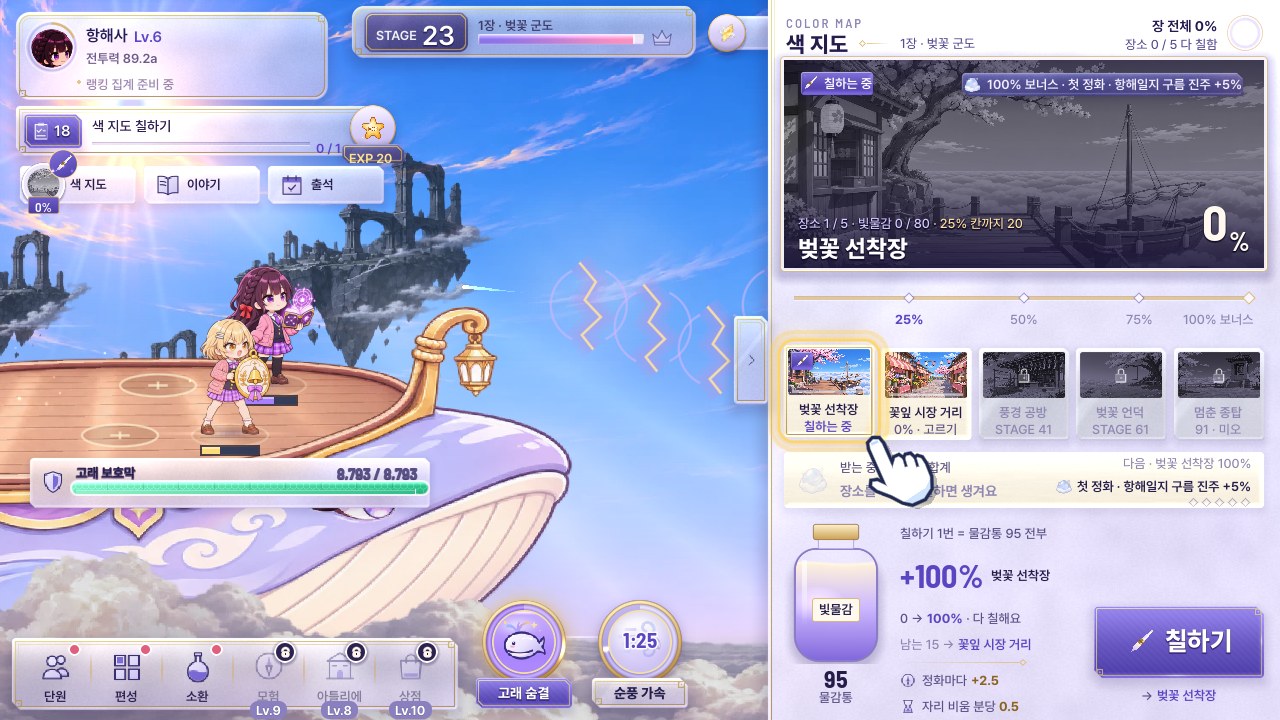 항해사 Lv.6
전투력 89.2a
랭킹 집계 준비 중
STAGE 23
1장 · 벚꽃 군도
18
색 지도 칠하기
0 / 1
EXP 20
색 지도
0%
이야기
출석
고래 보호막
8.793 / 8.793
단원
편성
소환
모험
Lv.9
아틀리에
Lv.8
상점
Lv.10
고래 숨결
1:25
순풍 가속
COLOR MAP
색 지도
1장 · 벚꽃 군도
장 전체 0%
장소 0 / 5 다 칠함
칠하는 중
100% 보너스 · 첫 정화 · 항해일지 구름 진주 +5%
장소 1 / 5 · 빛물감 0 / 80 · 25% 칸까지 20
벚꽃 선착장
0%
25%
50%
75%
100% 보너스
벚꽃 선착장
칠하는 중
꽃잎 시장 거리
0% · 고르기
풍경 공방
STAGE 41
벚꽃 언덕
STAGE 61
멈춘 종탑
91 · 미오
받는 중
합계
장소를
하면 생겨요
다음 · 벚꽃 선착장 100%
첫 정화 · 항해일지 구름 진주 +5%
칠하기 1번 = 물감통 95 전부
+100% 벚꽃 선착장
0 → 100% · 다 칠해요
남는 15 → 꽃잎 시장 거리
정화마다 +2.5
자리 비움 분당 0.5
빛물감
95
물감통
칠하기
→ 벚꽃 선착장